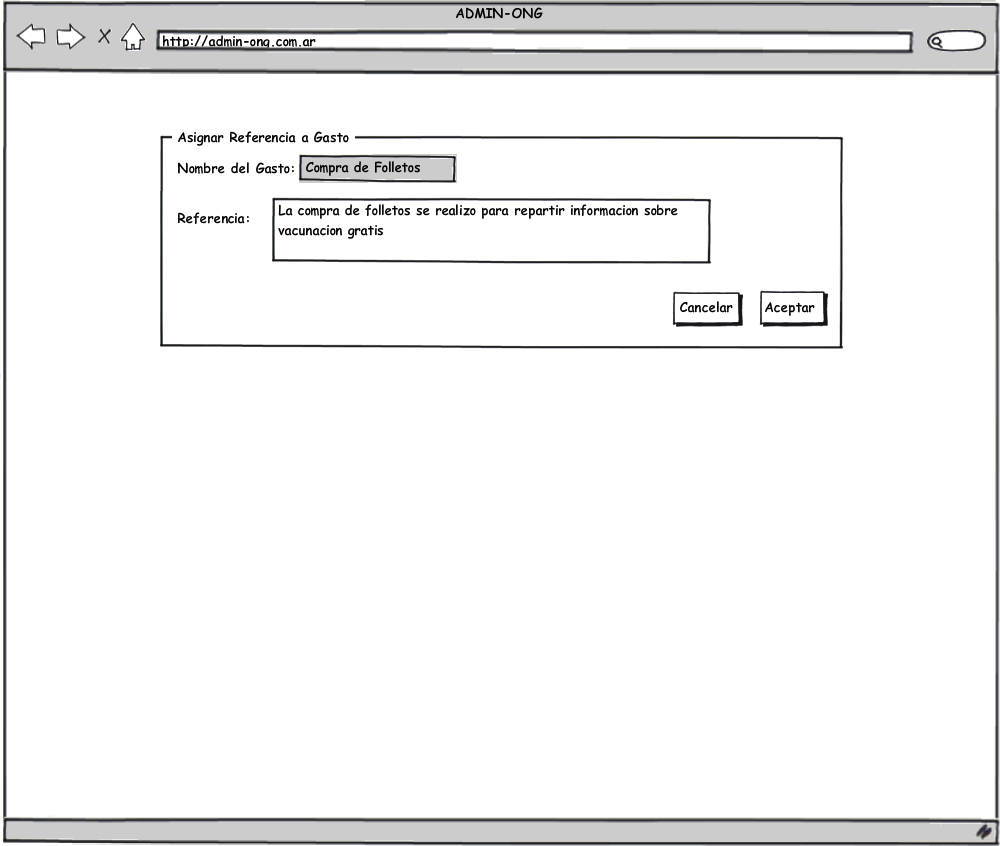 ADMIN-ONG
http://admin-ong.com.ar
Asignar Referencia a Gasto
Nombre del Gasto: Compra de Folletos
Referencia:
La compra de folletos se realizo para repartir informacion sobre
vacunacion gratis
Cancelar Aceptar